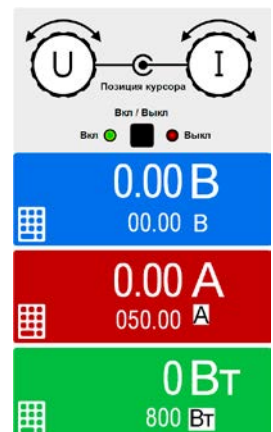 U I
Позиция курсора
Вкл / Выкл
Вкл Выкл
0.00 В
00.00 В
0.00 А
050.00 А
0 Вт
800 Вт